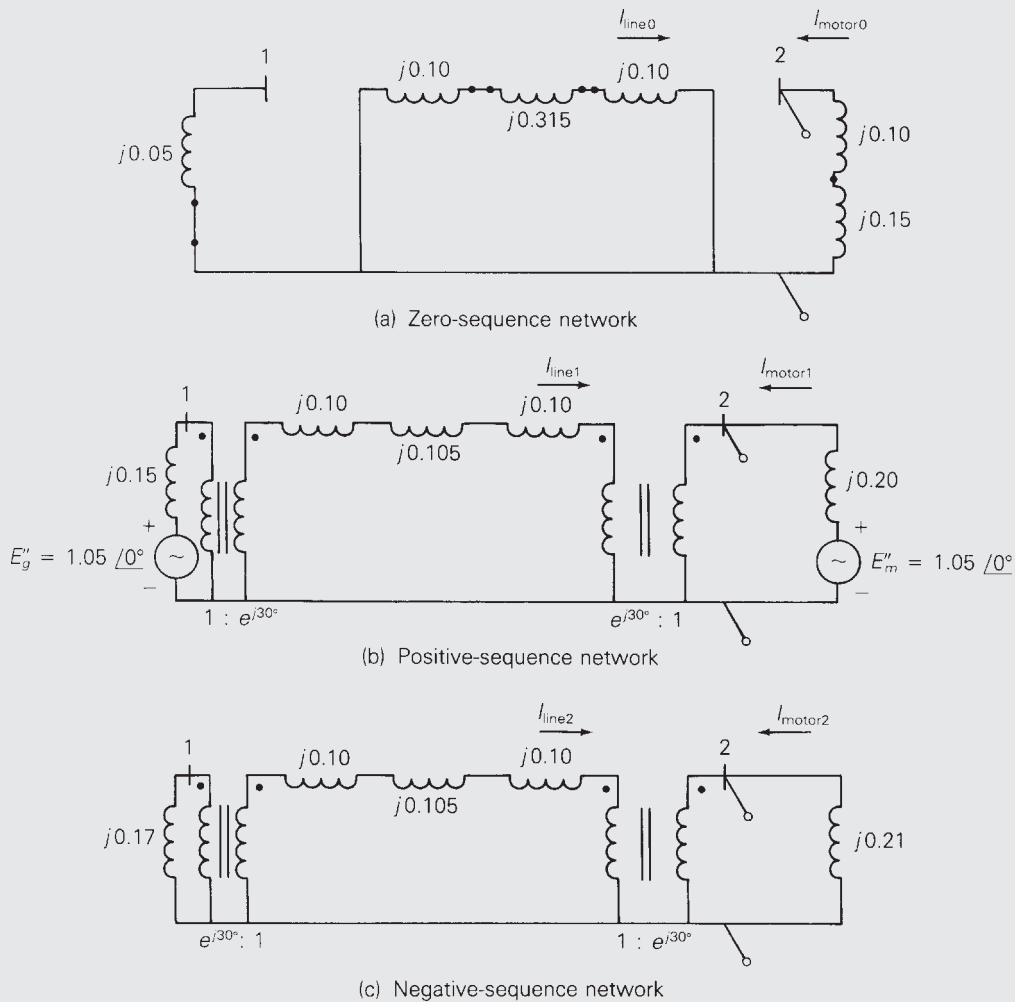 I_line0 I_motor0
1 j0.10 j0.10 2
j0.315
j0.05 j0.10
j0.15
(a) Zero-sequence network
I_line1 I_motor1
1 j0.10 j0.10 2
j0.105
j0.15 j0.20
+ +
E″_g = 1.05 /0° ~ ~ E″_m = 1.05 /0°
− −
1 : e^j30° e^j30° : 1
(b) Positive-sequence network
I_line2 I_motor2
1 j0.10 j0.10 2
j0.105
j0.17 j0.21
e^j30° : 1 1 : e^j30°
(c) Negative-sequence network